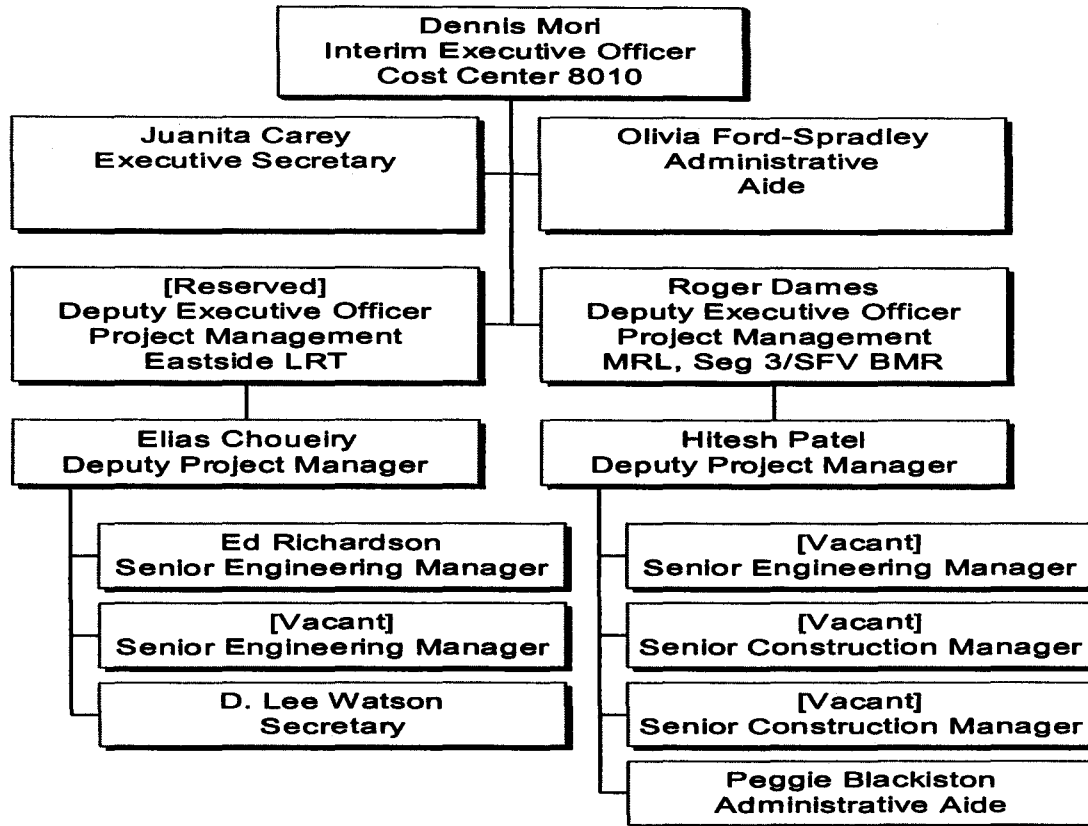 Dennis Mori
Interim Executive Officer
Cost Center 8010
Juanita Carey
Executive Secretary
Olivia Ford-Spradley
Administrative
Aide
[Reserved]
Deputy Executive Officer
Project Management
Eastside LRT
Roger Dames
Deputy Executive Officer
Project Management
MRL, Seg 3/SFV BMR
Elias Choueiry
Deputy Project Manager
Hitesh Patel
Deputy Project Manager
Ed Richardson
Senior Engineering Manager
[Vacant]
Senior Engineering Manager
D. Lee Watson
Secretary
[Vacant]
Senior Engineering Manager
[Vacant]
Senior Construction Manager
[Vacant]
Senior Construction Manager
Peggie Blackiston
Administrative Aide